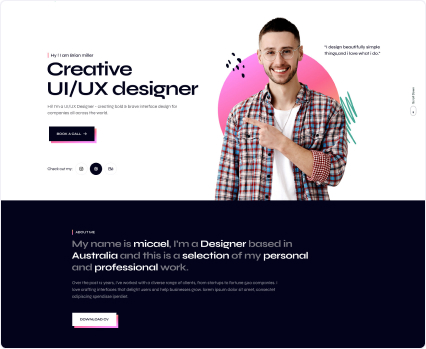 Hy! I am Brian Miller
Creative
UI/UX designer
Hi! I'm a UI/UX Designer - creating bold & brave interface design for
companies all across the world.
BOOK A CALL
Check out my:
"I design beautifully simple
things, and I love what I do."
Scroll Down
ABOUT ME
My name is micael, I'm a Designer based in
Australia and this is a selection of my personal
and professional work.
Over the past 12 years, I've worked with a diverse range of clients, from startups to fortune 500 companies. I
love crafting interfaces that delight users and help businesses grow. lorem ipsum dolor sit amet, consectet
adipiscing spendisse iperdiet.
DOWNLOAD CV